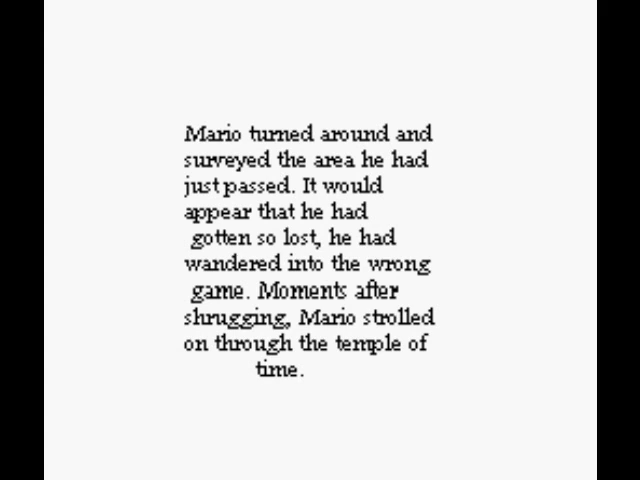 Mario turned around and
surveyed the area he had
just passed. It would
appear that he had
gotten so lost, he had
wandered into the wrong
game. Moments after
shrugging, Mario strolled
on through the temple of
time.